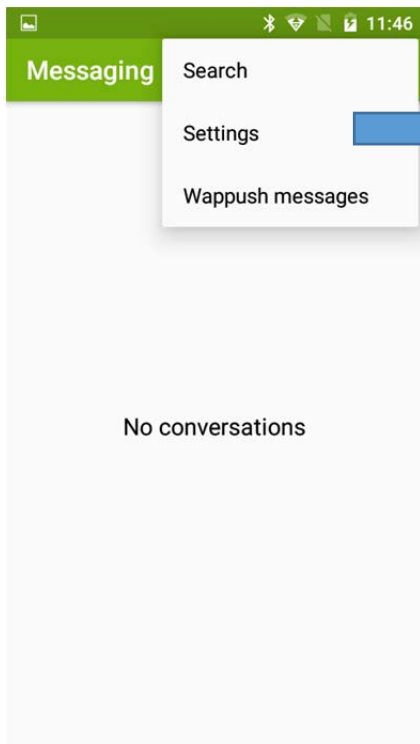 11:46
Messaging
Search
Settings
Wappush messages
No conversations